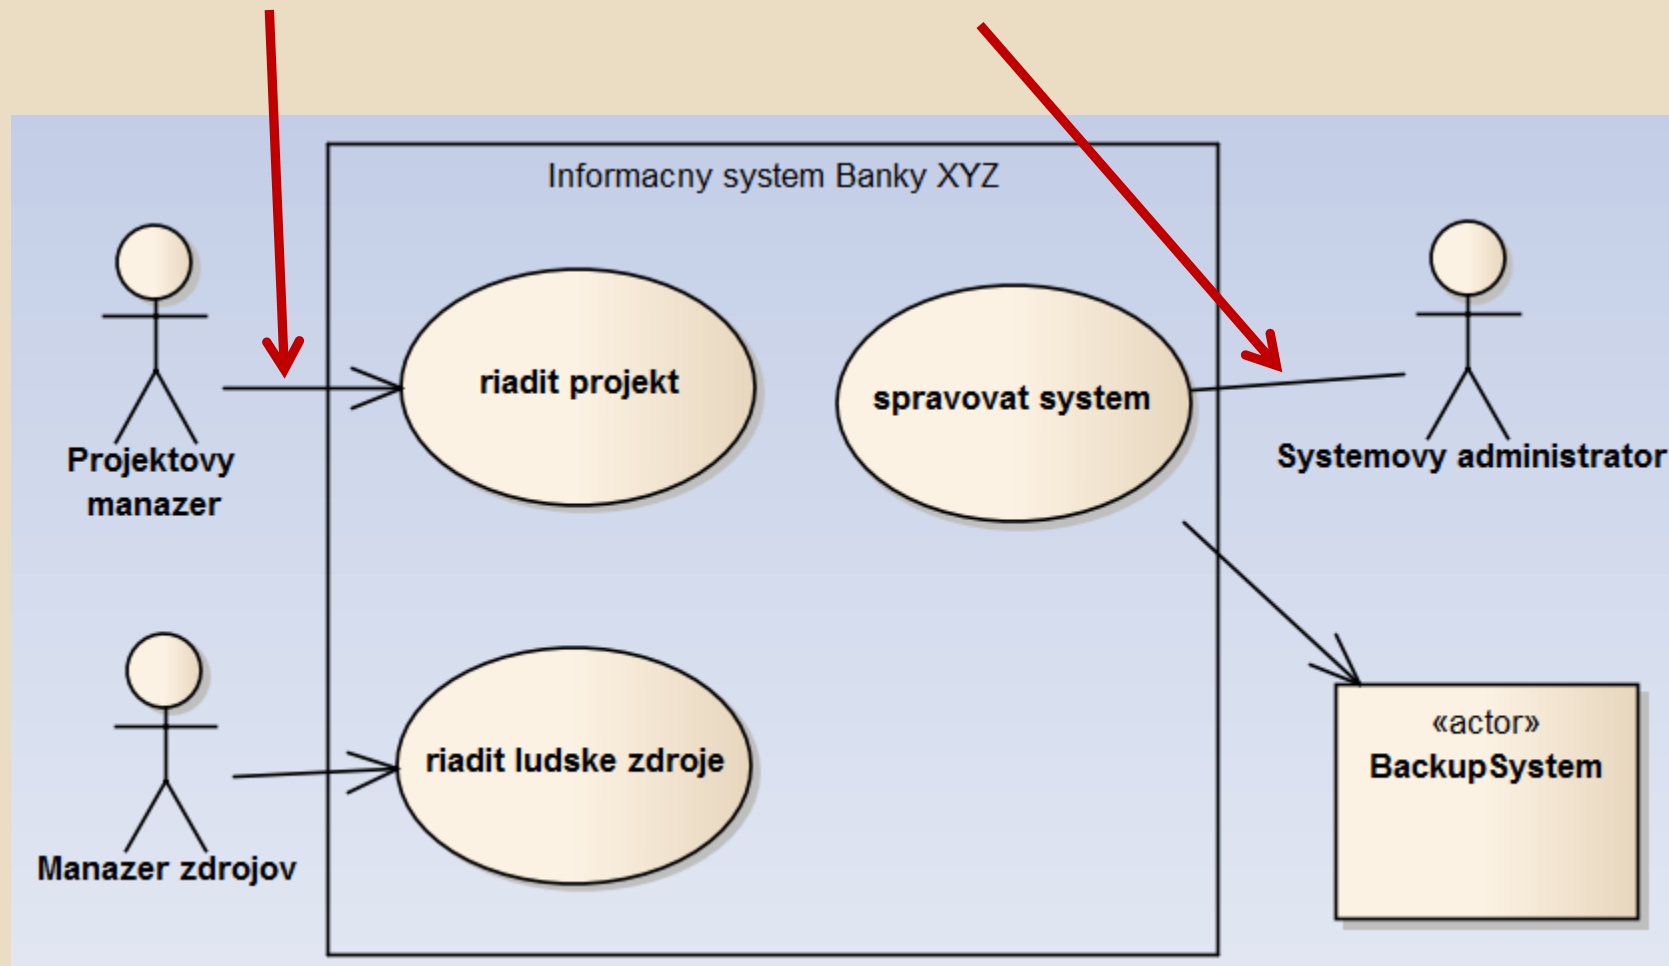 Informacny system Banky XYZ
riadit projekt
spravovat system
Projektovy
manazer
Systemovy administrator
«actor»
BackupSystem
riadit ludske zdroje
Manazer zdrojov